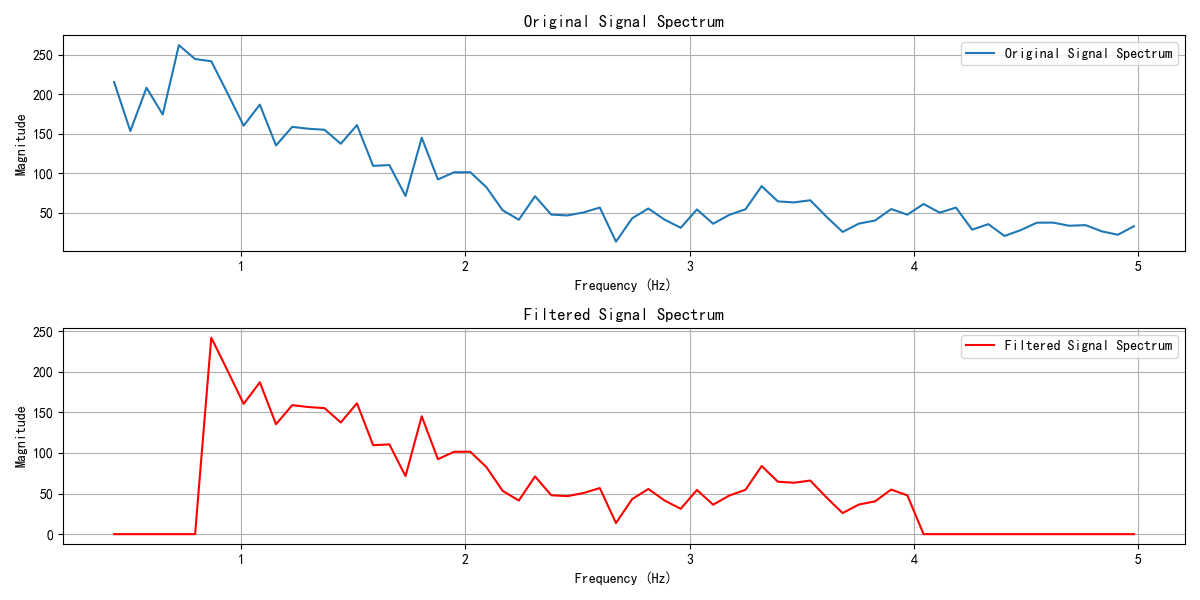 Original Signal Spectrum
250
200
150
100
50
Magnitude
Original Signal Spectrum
1
2
3
4
5
Frequency (Hz)
Filtered Signal Spectrum
250
200
150
100
50
0
Magnitude
Filtered Signal Spectrum
1
2
3
4
5
Frequency (Hz)